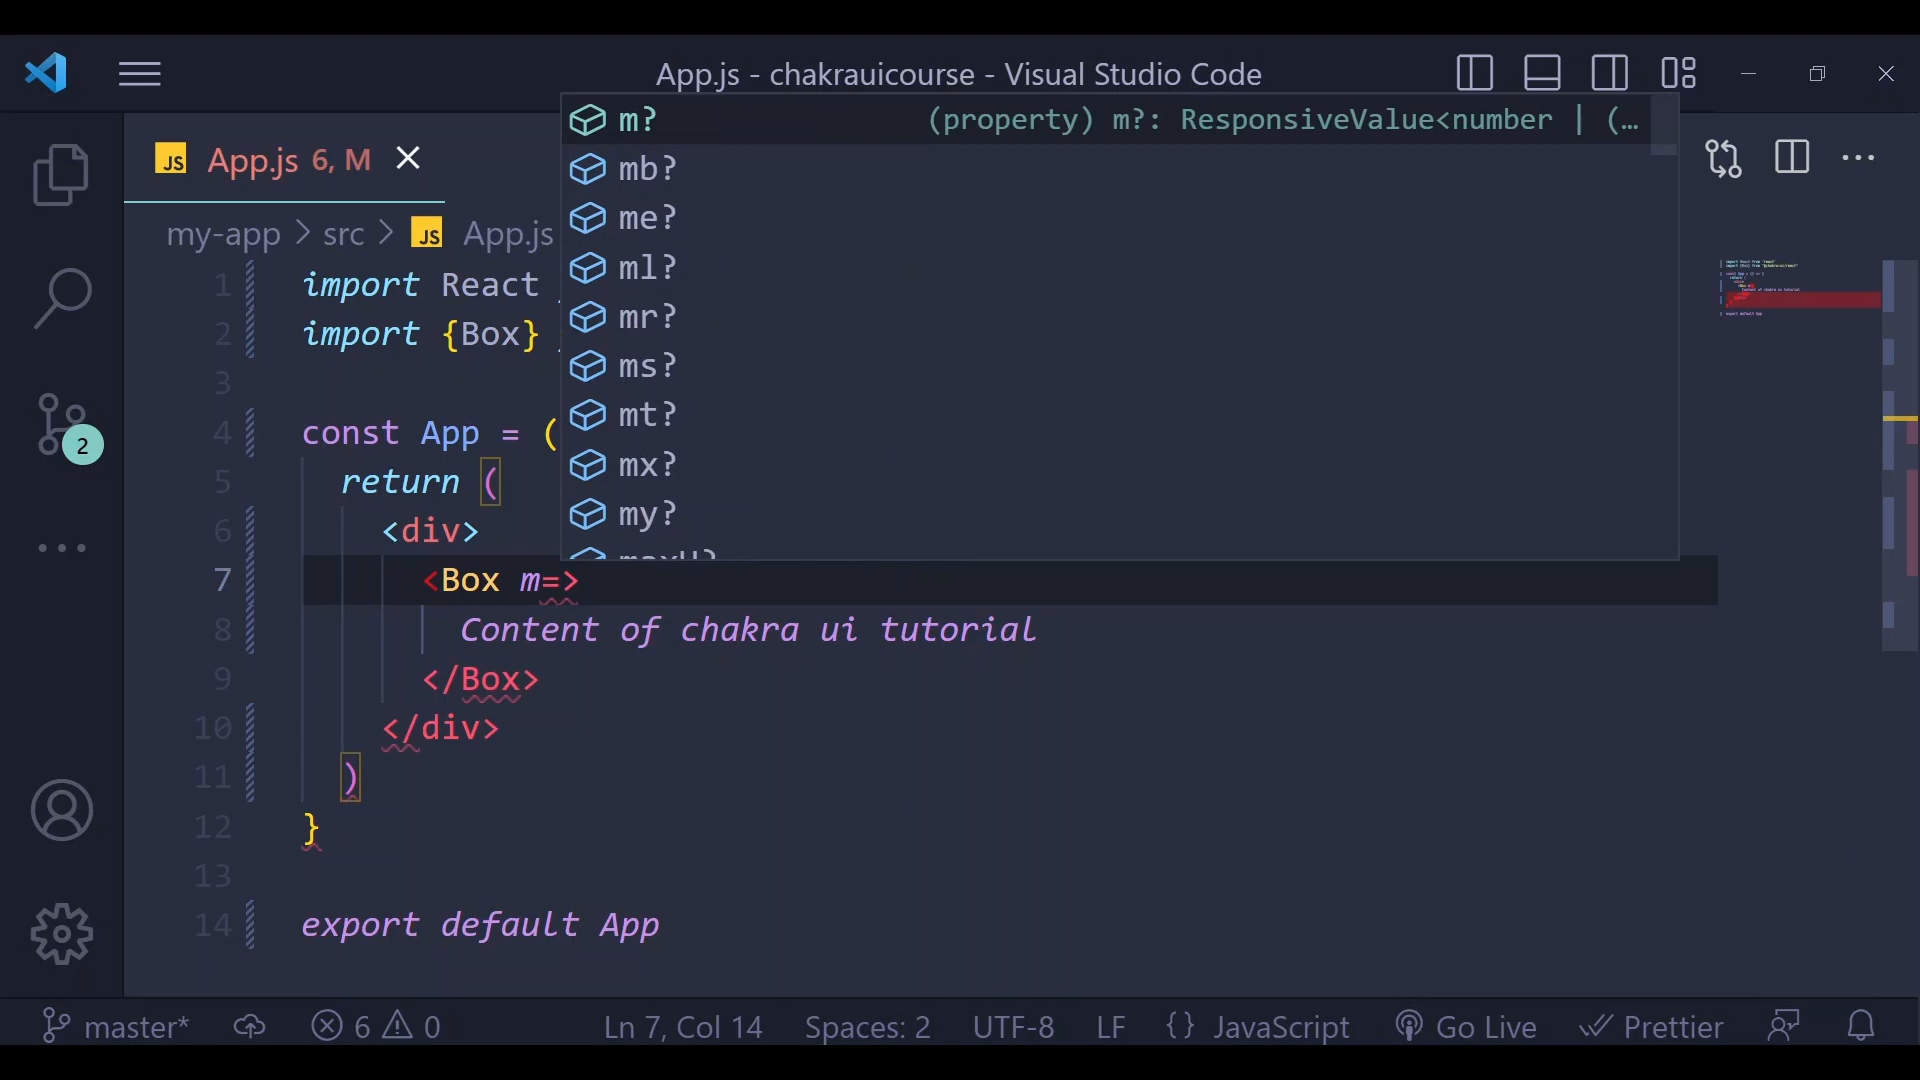 App.js - chakrauicourse - Visual Studio Code
JS App.js 6, M
my-app > src > JS App.js
m? (property) m?: ResponsiveValue<number | (…
mb?
me?
ml?
mr?
ms?
mt?
mx?
my?
1 import React
2 import {Box}
3
4 const App = (
5 return (
6 <div>
7 <Box m=>
8 Content of chakra ui tutorial
9 </Box>
10 </div>
11 )
12 }
13
14 export default App
2
master* 6 0 Ln 7, Col 14 Spaces: 2 UTF-8 LF {} JavaScript Go Live Prettier